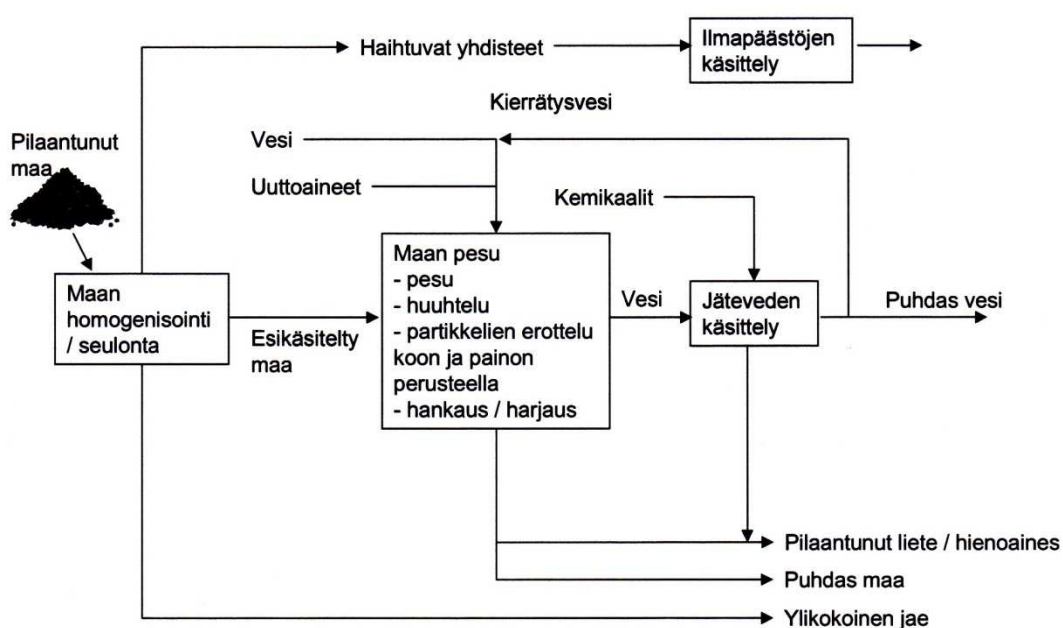 Haihtuvat yhdisteet
Ilmapäästöjen
käsittely
Kierrätysvesi
Pilaantunut
maa
Vesi
Uuttoaineet
Kemikaalit
Maan
homogenisointi
/ seulonta
Esikäsitelty
maa
Maan pesu
- pesu
- huuhtelu
- partikkelien erottelu
koon ja painon
perusteella
- hankaus / harjaus
Vesi
Jäteveden
käsittely
Puhdas vesi
Pilaantunut liete / hienoaines
Puhdas maa
Ylikokoinen jae